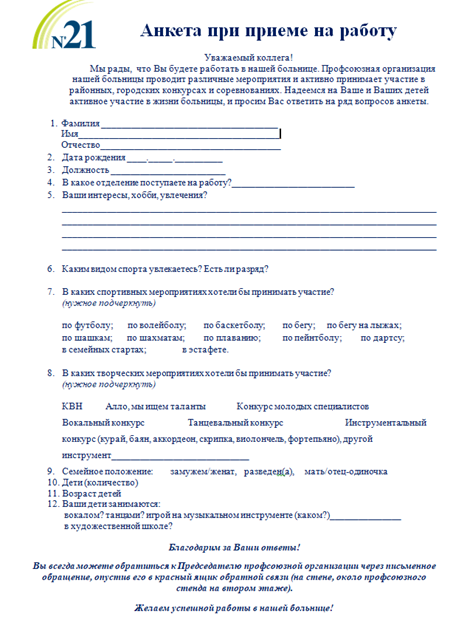 №21
Анкета при приеме на работу
Уважаемый коллега!
Мы рады, что Вы будете работать в нашей больнице. Профсоюзная организация
нашей больницы проводит различные мероприятия и активно принимает участие в
районных, городских конкурсах и соревнованиях. Надеемся на Ваше и Ваших детей
активное участие в жизни больницы, и просим Вас ответить на ряд вопросов анкеты.
1. Фамилия
Имя
Отчество
2. Дата рождения
3. Должность
4. В какое отделение поступаете на работу?
5. Ваши интересы, хобби, увлечения?
6. Каким видом спорта увлекаетесь? Есть ли разряд?
7. В каких спортивных мероприятиях хотели бы принимать участие?
(нужное подчеркнуть)
по футболу; по волейболу; по баскетболу; по бегу; по бегу на лыжах;
по шашкам; по шахматам; по плаванию; по пейнтболу; по дартсу;
в семейных стартах; в эстафете.
8. В каких творческих мероприятиях хотели бы принимать участие?
(нужное подчеркнуть)
КВН Алло, мы ищем таланты Конкурс молодых специалистов
Вокальный конкурс Танцевальный конкурс Инструментальный
конкурс (курай, баян, аккордеон, скрипка, виолончель, фортепьяно), другой
инструмент
9. Семейное положение: замужем/женат, разведен(а), мать/отец-одиночка
10. Дети (количество)
11. Возраст детей
12. Ваши дети занимаются:
вокалом? танцами? игрой на музыкальном инструменте (каком?)
в художественной школе?
Благодарим за Ваши ответы!
Вы всегда можете обратиться к Председателю профсоюзной организации через письменное
обращение, опустив его в красный ящик обратной связи (на стене, около профсоюзного
стенда на втором этаже).
Желаем успешной работы в нашей больнице!